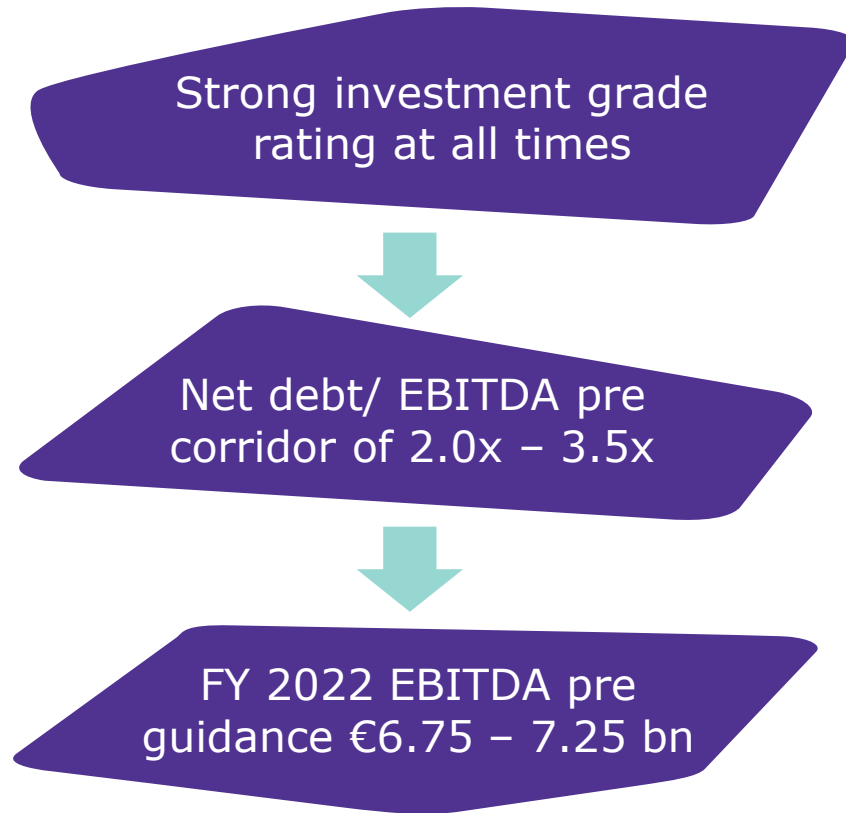 Strong investment grade
rating at all times
Net debt/ EBITDA pre
corridor of 2.0x – 3.5x
FY 2022 EBITDA pre
guidance €6.75 – 7.25 bn